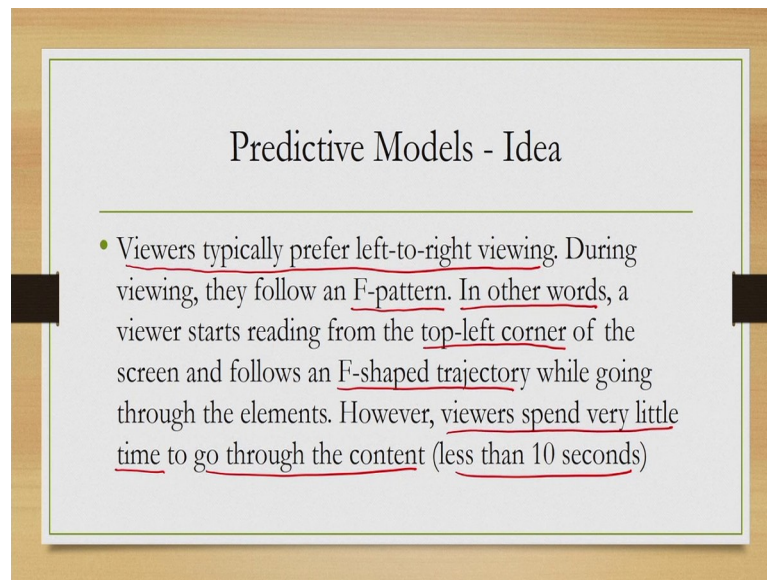 Predictive Models - Idea
• Viewers typically prefer left-to-right viewing. During
viewing, they follow an F-pattern. In other words, a
viewer starts reading from the top-left corner of the
screen and follows an F-shaped trajectory while going
through the elements. However, viewers spend very little
time to go through the content (less than 10 seconds)